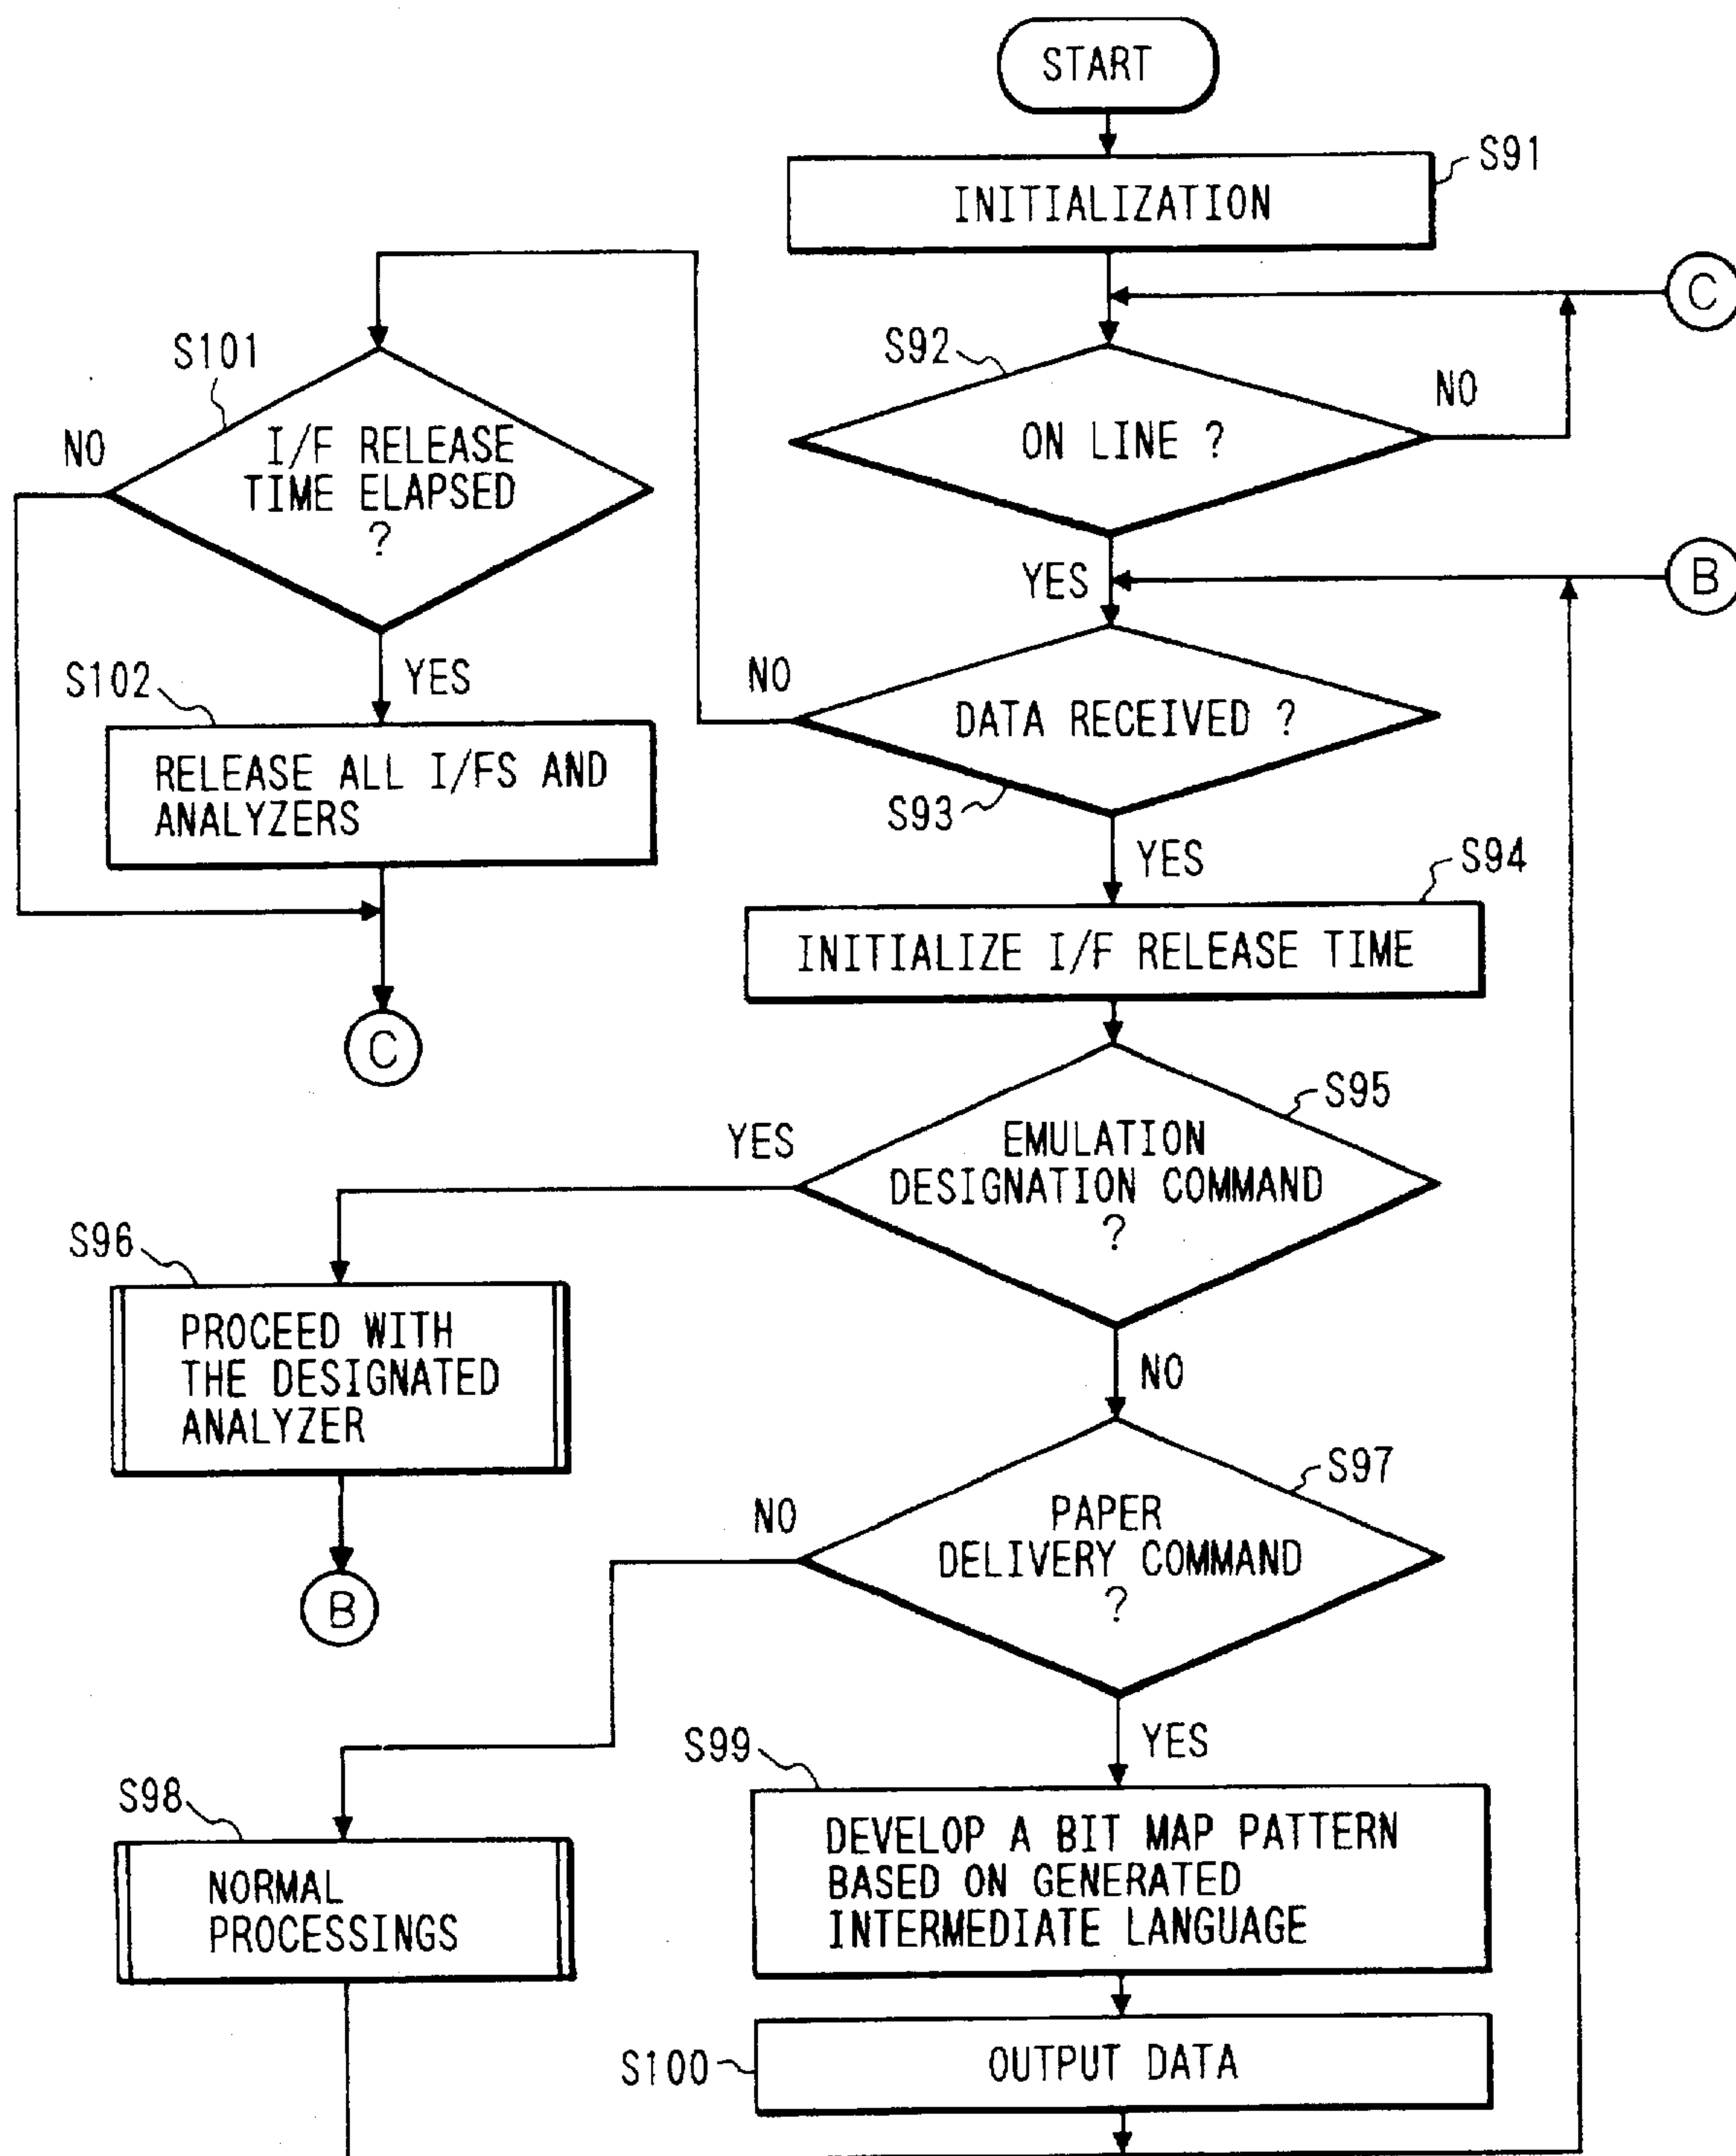 START
S91
INITIALIZATION
C
S92
ON LINE ?
NO
YES
B
S101
NO
I/F RELEASE
TIME ELAPSED
?
YES
S102
RELEASE ALL I/FS AND
ANALYZERS
C
NO
DATA RECEIVED ?
S93
YES
S94
INITIALIZE I/F RELEASE TIME
S95
YES
EMULATION
DESIGNATION COMMAND
?
NO
S96
PROCEED WITH
THE DESIGNATED
ANALYZER
B
S97
NO
PAPER
DELIVERY COMMAND
?
YES
S98
NORMAL
PROCESSINGS
S99
DEVELOP A BIT MAP PATTERN
BASED ON GENERATED
INTERMEDIATE LANGUAGE
S100
OUTPUT DATA